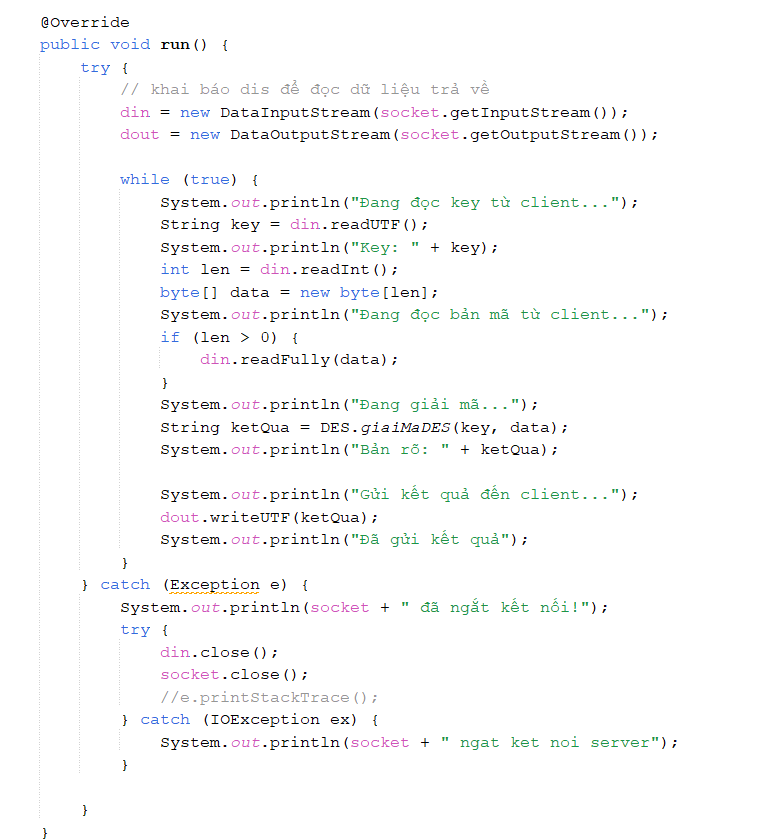 @Override
public void run() {
try {
// khai báo dis để đọc dữ liệu trả về
din = new DataInputStream(socket.getInputStream());
dout = new DataOutputStream(socket.getOutputStream());
while (true) {
System.out.println("Đang đọc key từ client...");
String key = din.readUTF();
System.out.println("Key: " + key);
int len = din.readInt();
byte[] data = new byte[len];
System.out.println("Đang đọc bản mã từ client...");
if (len > 0) {
din.readFully(data);
}
System.out.println("Đang giải mã...");
String ketQua = DES.giaiMaDES(key, data);
System.out.println("Bản rõ: " + ketQua);
System.out.println("Gửi kết quả đến client...");
dout.writeUTF(ketQua);
System.out.println("Đã gửi kết quả");
}
} catch (Exception e) {
System.out.println(socket + " đã ngắt kết nối!");
try {
din.close();
socket.close();
//e.printStackTrace();
} catch (IOException ex) {
System.out.println(socket + " ngat ket noi server");
}
}
}